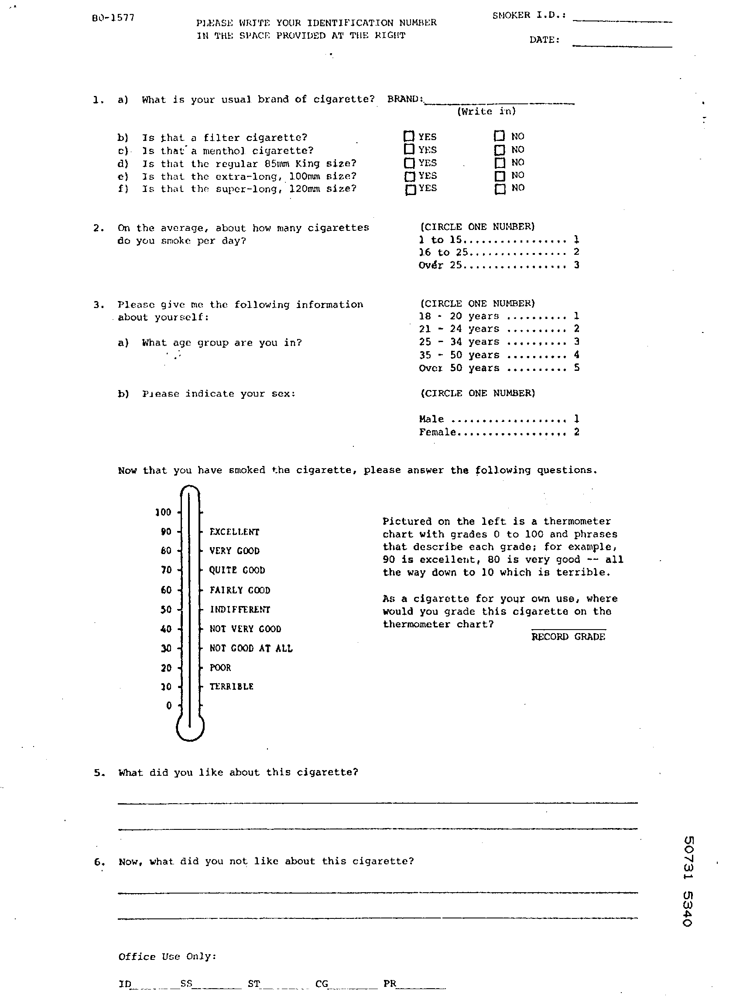 80-1577
PLEASE WRITE YOUR IDENTIFICATION NUMBER
IN THE SPACE PROVIDED AT THE RIGHT
SMOKER I.D.:
DATE:
1. a) What is your usual brand of cigarette? BRAND:
(Write in)
b) Is that a filter cigarette? YES NO
c) Is that a menthol cigarette? YES NO
d) Is that the regular 85mm King size? YES NO
e) Is that the extra-long, 100mm size? YES NO
f) Is that the super-long, 120mm size? YES NO
2. On the average, about how many cigarettes
do you smoke per day?
(CIRCLE ONE NUMBER)
1 to 15................. 1
16 to 25................ 2
Over 25................. 3
3. Please give me the following information
about yourself:
a) What age group are you in?
(CIRCLE ONE NUMBER)
18 - 20 years .......... 1
21 - 24 years .......... 2
25 - 34 years .......... 3
35 - 50 years .......... 4
Over 50 years .......... 5
b) Please indicate your sex:
(CIRCLE ONE NUMBER)
Male ................... 1
Female.................. 2
Now that you have smoked the cigarette, please answer the following questions.
100
90 EXCELLENT
80 VERY GOOD
70 QUITE GOOD
60 FAIRLY GOOD
50 INDIFFERENT
40 NOT VERY GOOD
30 NOT GOOD AT ALL
20 POOR
10 TERRIBLE
0
Pictured on the left is a thermometer
chart with grades 0 to 100 and phrases
that describe each grade; for example,
90 is excellent, 80 is very good -- all
the way down to 10 which is terrible.
As a cigarette for your own use, where
would you grade this cigarette on the
thermometer chart?
RECORD GRADE
5. What did you like about this cigarette?
6. Now, what did you not like about this cigarette?
Office Use Only:
ID SS ST CG PR
50731 5340